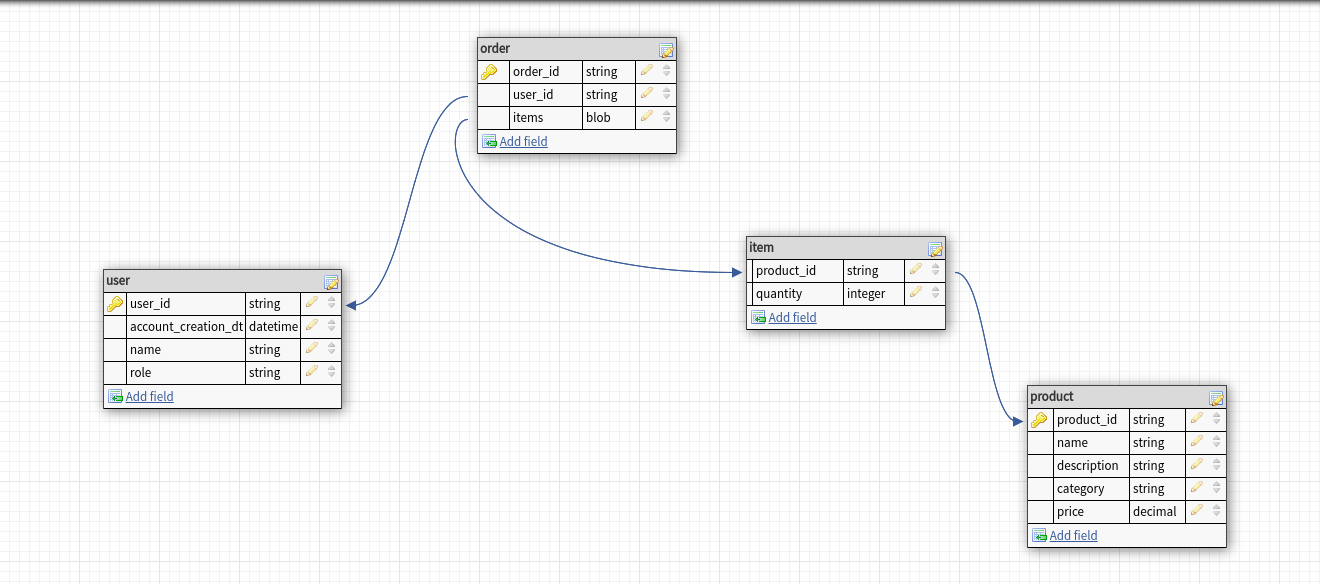 order
order_id string
user_id string
items blob
Add field
item
product_id string
quantity integer
Add field
user
user_id string
account_creation_dt datetime
name string
role string
Add field
product
product_id string
name string
description string
category string
price decimal
Add field